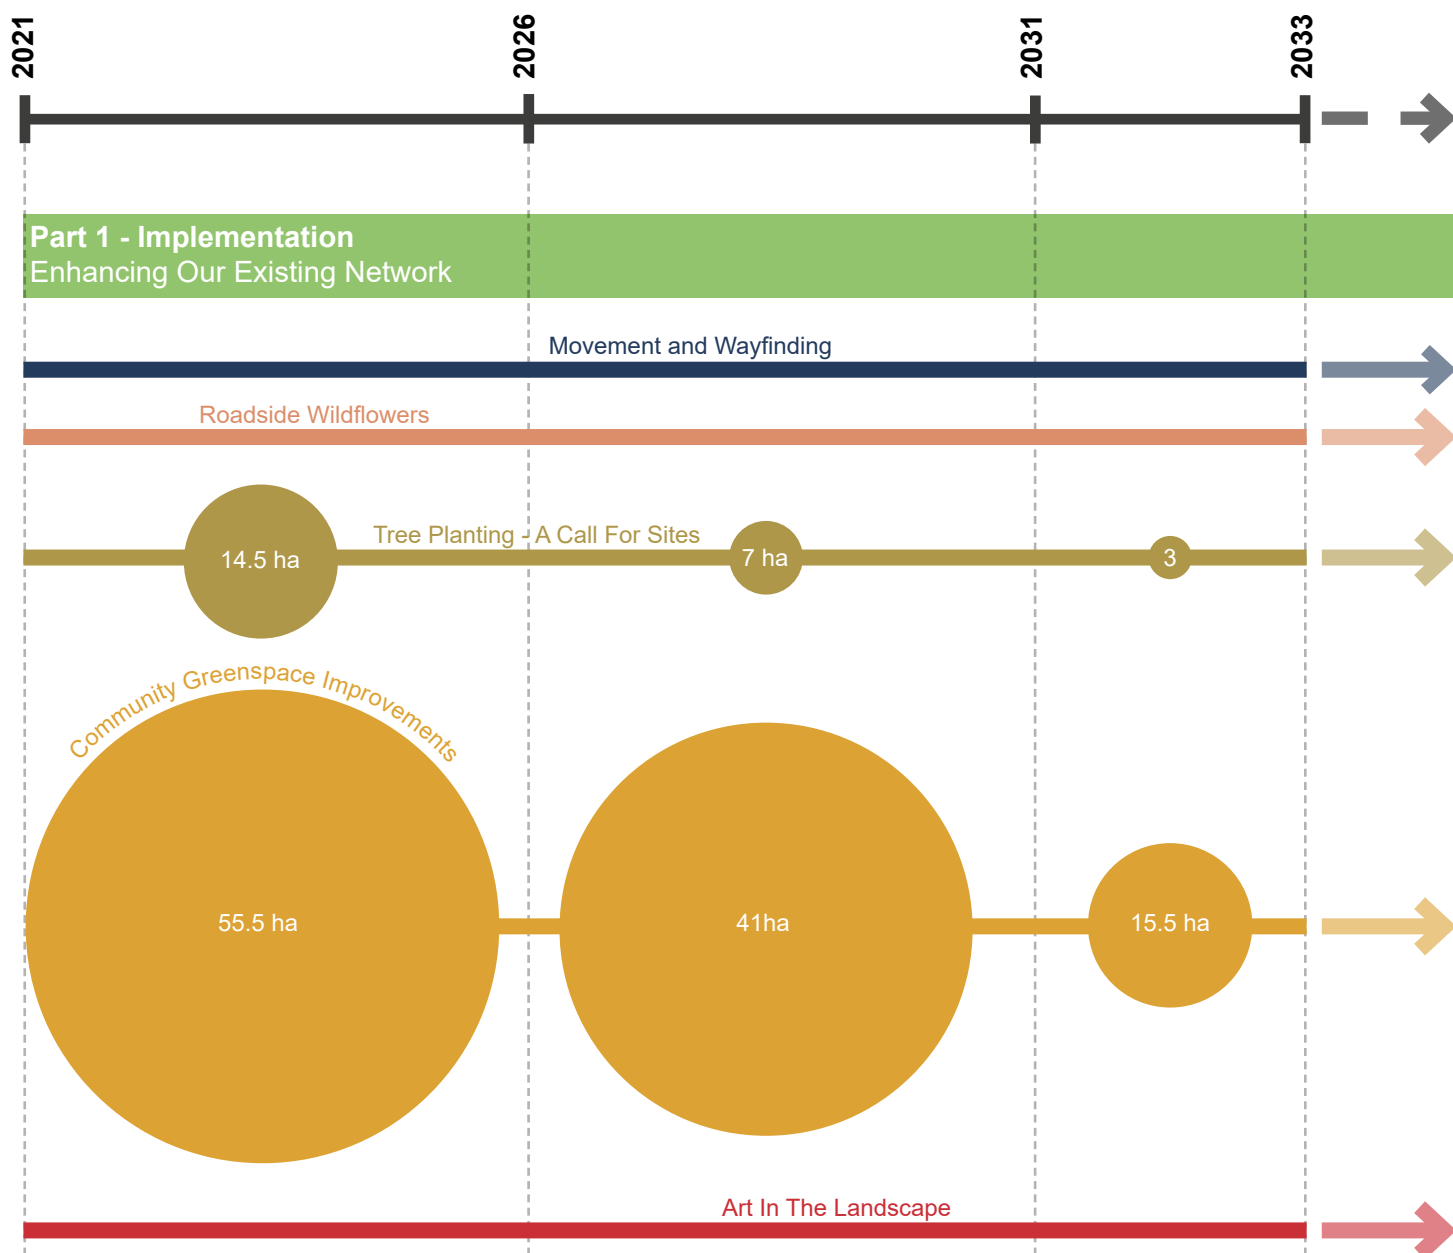 2021
2026
2031
2033
Part 1 - Implementation
Enhancing Our Existing Network
Movement and Wayfinding
Roadside Wildflowers
Tree Planting - A Call For Sites
14.5 ha
7 ha
3
Community Greenspace Improvements
55.5 ha
41ha
15.5 ha
Art In The Landscape